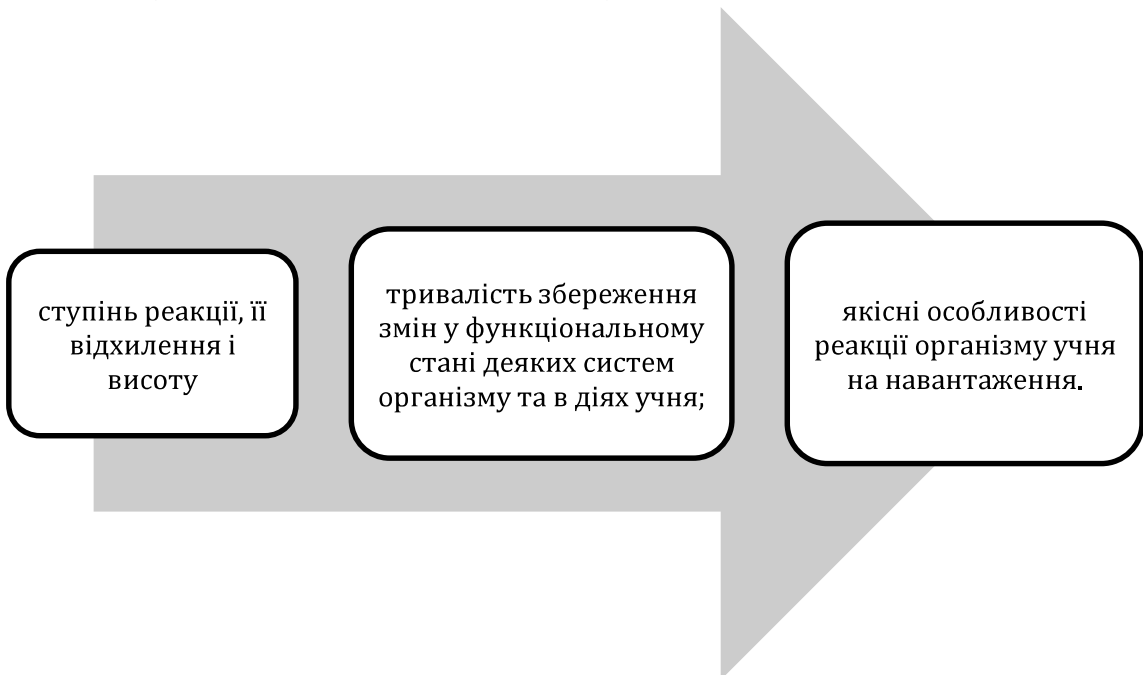 ступінь реакції, її
відхилення і
висоту
тривалість збереження
змін у функціональному
стані деяких систем
організму та в діях учня;
якісні особливості
реакції організму учня
на навантаження.